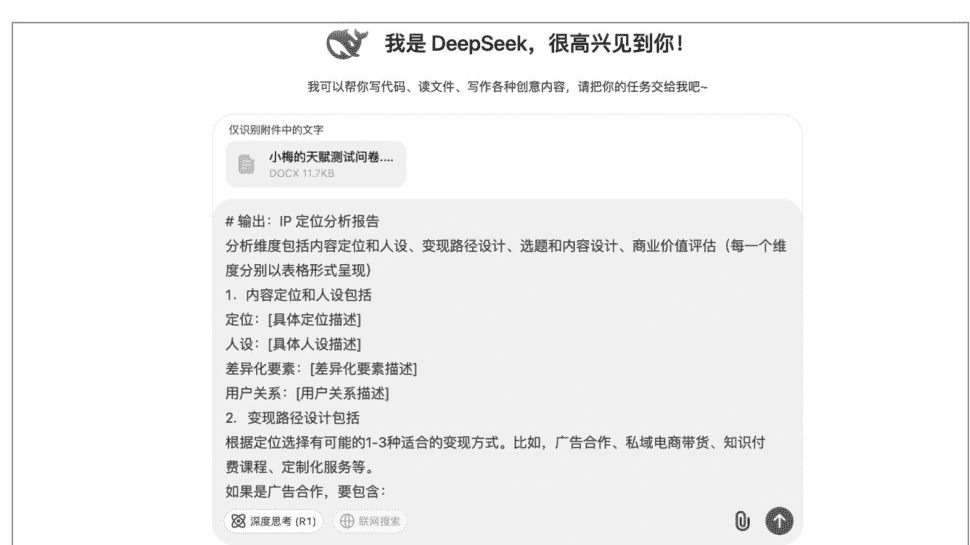 我是 DeepSeek，很高兴见到你！
我可以帮你写代码、读文件、写作各种创意内容，请把你的任务交给我吧~
仅识别附件中的文字
小梅的天赋测试问卷....
DOCX 11.7KB
# 输出：IP 定位分析报告
分析维度包括内容定位和人设、变现路径设计、选题和内容设计、商业价值评估（每一个维
度分别以表格形式呈现）
1. 内容定位和人设包括
定位：[具体定位描述]
人设：[具体人设描述]
差异化要素：[差异化要素描述]
用户关系：[用户关系描述]
2. 变现路径设计包括
根据定位选择有可能的1-3种适合的变现方式。比如，广告合作、私域电商带货、知识付
费课程、定制化服务等。
如果是广告合作，要包含：
深度思考 (R1) 联网搜索